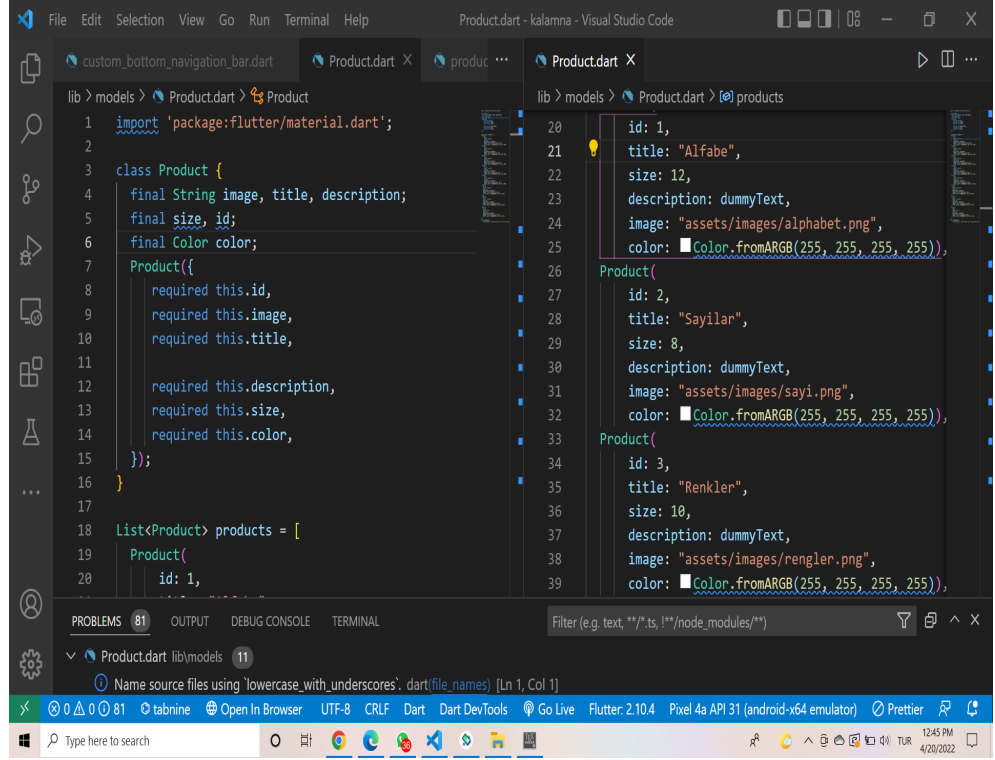 File Edit Selection View Go Run Terminal Help Product.dart - kalamna - Visual Studio Code
custom_bottom_navigation_bar.dart Product.dart produc ...
lib > models > Product.dart > Product
1 import 'package:flutter/material.dart';
2
3 class Product {
4 final String image, title, description;
5 final size, id;
6 final Color color;
7 Product({
8 required this.id,
9 required this.image,
10 required this.title,
11
12 required this.description,
13 required this.size,
14 required this.color,
15 });
16 }
17
18 List<Product> products = [
19 Product(
20 id: 1,
Product.dart
lib > models > Product.dart > products
20 id: 1,
21 title: "Alfabe",
22 size: 12,
23 description: dummyText,
24 image: "assets/images/alphabet.png",
25 color: Color.fromARGB(255, 255, 255, 255)),
26 Product(
27 id: 2,
28 title: "Sayilar",
29 size: 8,
30 description: dummyText,
31 image: "assets/images/sayi.png",
32 color: Color.fromARGB(255, 255, 255, 255)),
33 Product(
34 id: 3,
35 title: "Renkler",
36 size: 10,
37 description: dummyText,
38 image: "assets/images/rengler.png",
39 color: Color.fromARGB(255, 255, 255, 255)),
PROBLEMS 81 OUTPUT DEBUG CONSOLE TERMINAL Filter (e.g. text, **/*.ts, !**/node_modules/**)
Product.dart lib\models 11
Name source files using `lowercase_with_underscores`. dart(file_names) [Ln 1, Col 1]
0 0 81 tabnine Open In Browser UTF-8 CRLF Dart Dart DevTools Go Live Flutter: 2.10.4 Pixel 4a API 31 (android-x64 emulator) Prettier
Type here to search TUR 12:45 PM
4/20/2022